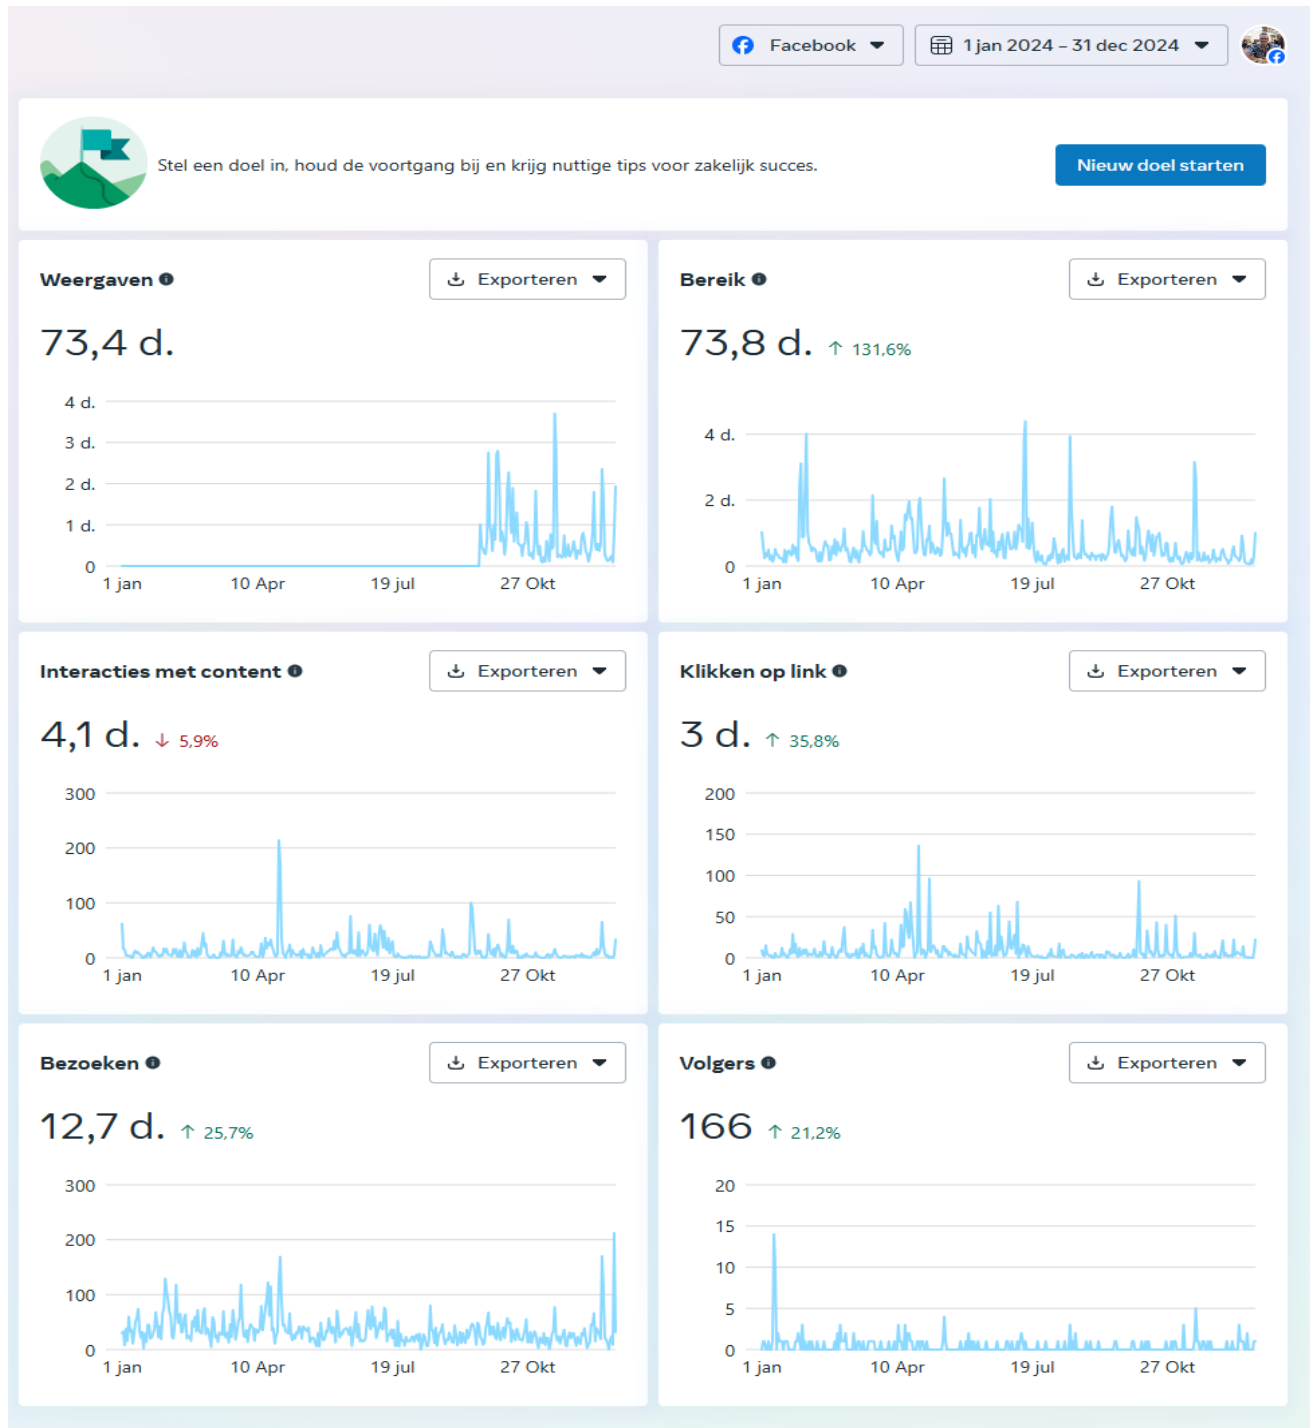 Facebook
1 jan 2024 – 31 dec 2024
Stel een doel in, houd de voortgang bij en krijg nuttige tips voor zakelijk succes.
Nieuw doel starten
Weergaven
Exporteren
73,4 d.
4 d.
3 d.
2 d.
1 d.
0
1 jan
10 Apr
19 jul
27 Okt
Bereik
Exporteren
73,8 d. ↑ 131,6%
4 d.
2 d.
0
1 jan
10 Apr
19 jul
27 Okt
Interacties met content
Exporteren
4,1 d. ↓ 5,9%
300
200
100
0
1 jan
10 Apr
19 jul
27 Okt
Klikken op link
Exporteren
3 d. ↑ 35,8%
200
150
100
50
0
1 jan
10 Apr
19 jul
27 Okt
Bezoeken
Exporteren
12,7 d. ↑ 25,7%
300
200
100
0
1 jan
10 Apr
19 jul
27 Okt
Volgers
Exporteren
166 ↑ 21,2%
20
15
10
5
0
1 jan
10 Apr
19 jul
27 Okt